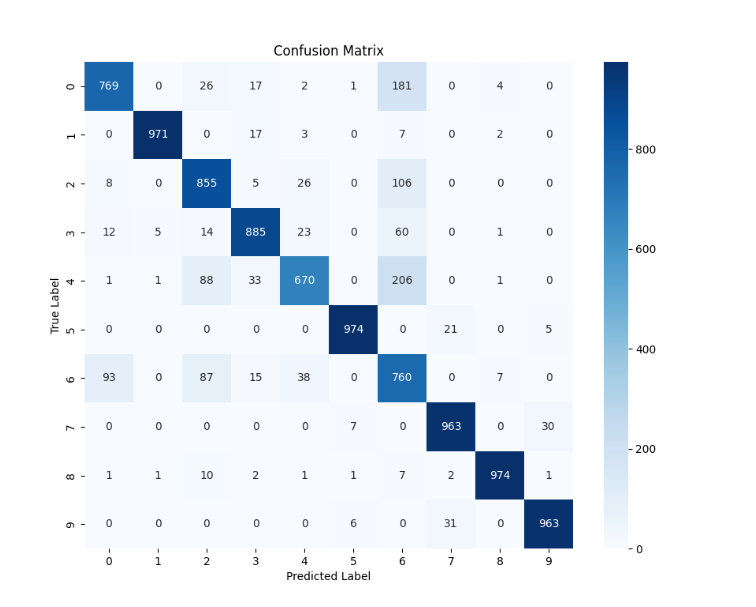 Confusion Matrix
0 769 0 26 17 2 1 181 0 4 0
1 0 971 0 17 3 0 7 0 2 0
2 8 0 855 5 26 0 106 0 0 0
3 12 5 14 885 23 0 60 0 1 0
4 1 1 88 33 670 0 206 0 1 0
5 0 0 0 0 0 974 0 21 0 5
6 93 0 87 15 38 0 760 0 7 0
7 0 0 0 0 0 7 0 963 0 30
8 1 1 10 2 1 1 7 2 974 1
9 0 0 0 0 0 6 0 31 0 963
0 1 2 3 4 5 6 7 8 9
Predicted Label
True Label
800
600
400
200
0